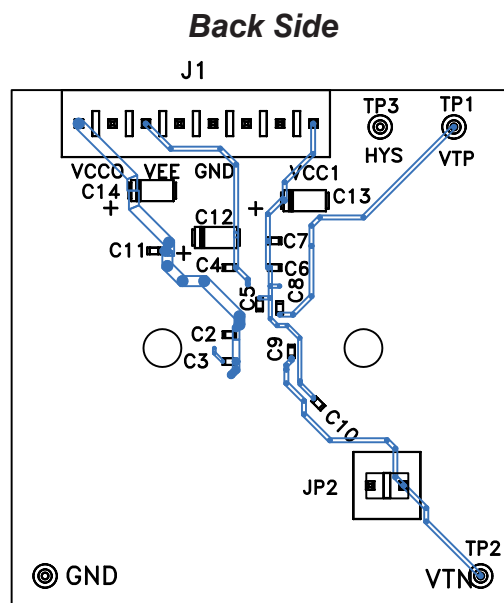 Back Side
J1
TP3 TP1
HYS VTP
VCCO VEE GND VCC1
C14 C13
C12
C11 C7
C4 C6
C5 C8
C2 C9
C3
C10
JP2
TP2
GND VTN